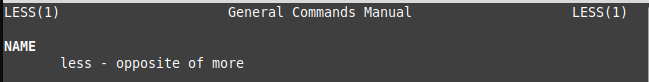 LESS(1) General Commands Manual LESS(1)
NAME
less - opposite of more